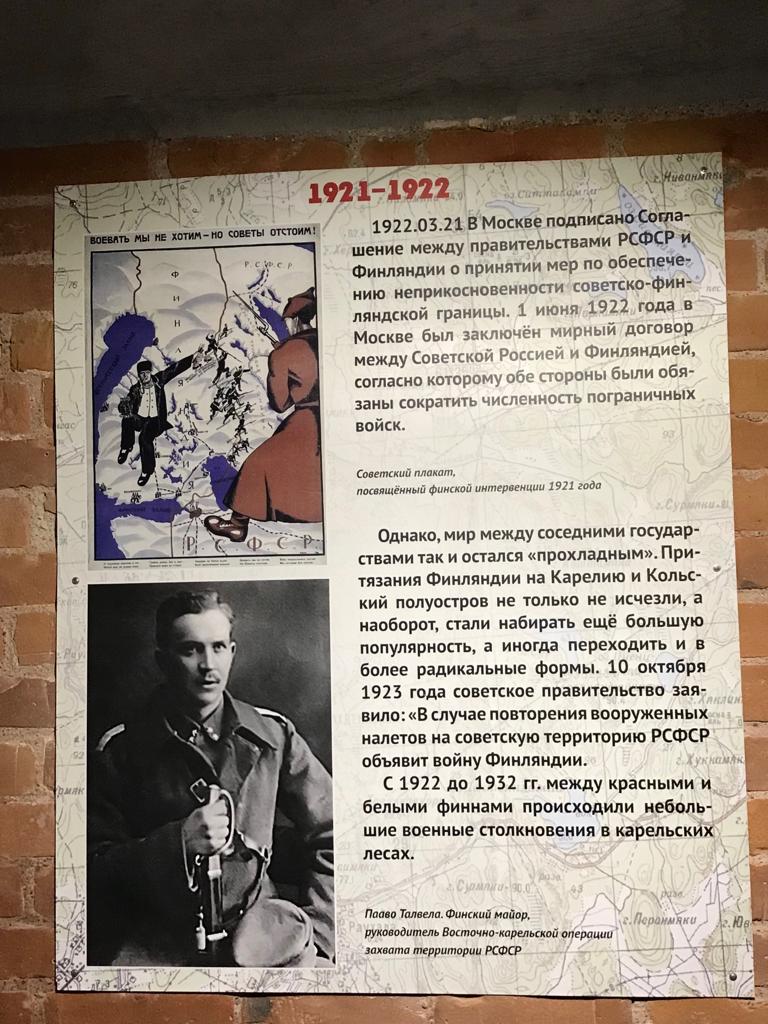 1921–1922
ВОЕВАТЬ МЫ НЕ ХОТИМ – НО СОВЕТЫ ОТСТОИМ!
РСФСР
ФИНЛЯНДИЯ
РСФСР
1922.03.21 В Москве подписано Согла-
шение между правительствами РСФСР и
Финляндии о принятии мер по обеспече-
нию неприкосновенности советско-фин-
ляндской границы. 1 июня 1922 года в
Москве был заключён мирный договор
между Советской Россией и Финляндией,
согласно которому обе стороны были обя-
заны сократить численность пограничных
войск.
Советский плакат,
посвящённый финской интервенции 1921 года
Однако, мир между соседними государ-
ствами так и остался «прохладным». При-
тязания Финляндии на Карелию и Коль-
ский полуостров не только не исчезли, а
наоборот, стали набирать ещё большую
популярность, а иногда переходить и в
более радикальные формы. 10 октября
1923 года советское правительство зая-
вило: «В случае повторения вооруженных
налетов на советскую территорию РСФСР
объявит войну Финляндии.
С 1922 до 1932 гг. между красными и
белыми финнами происходили неболь-
шие военные столкновения в карельских
лесах.
Пааво Талвела. Финский майор,
руководитель Восточно-карельской операции
захвата территории РСФСР